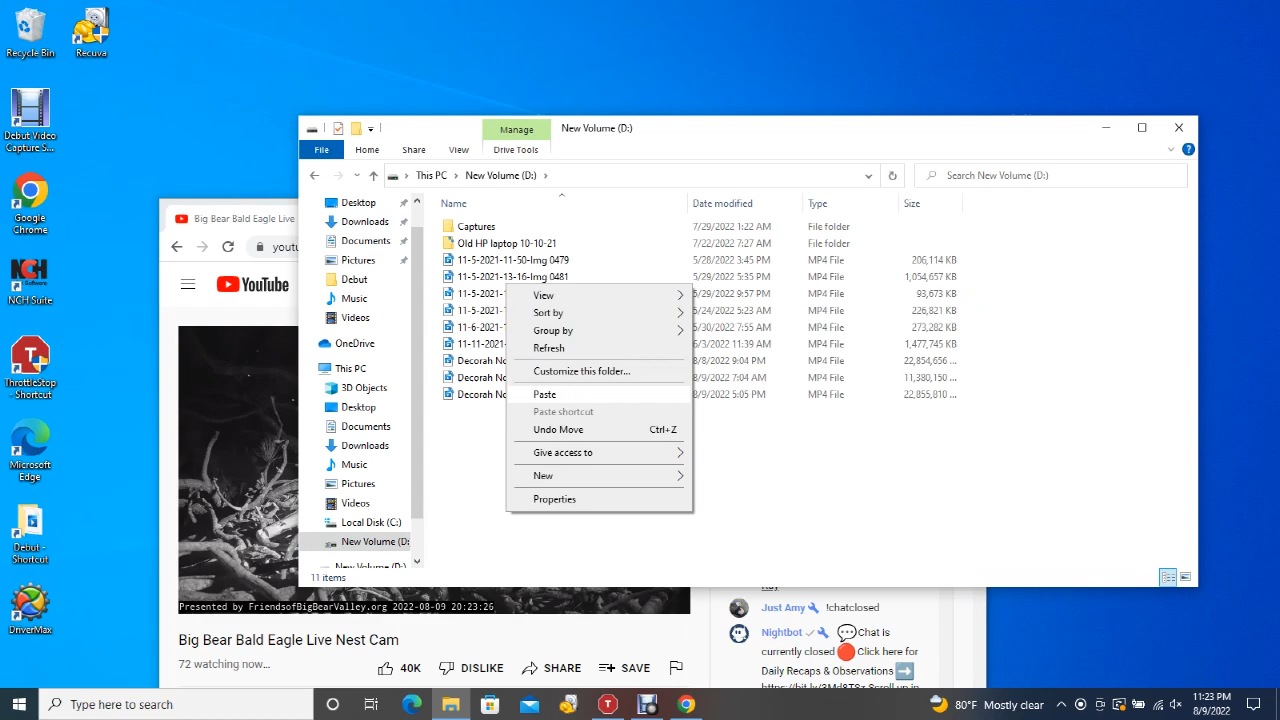 Recycle Bin
Recuva
Debut Video
Capture S...
Google
Chrome
NCH Suite
ThrottleStop
- Shortcut
Microsoft
Edge
Debut -
Shortcut
DriverMax
Manage
New Volume (D:)
File
Home
Share
View
Drive Tools
This PC
New Volume (D:)
Search New Volume (D:)
Name
Date modified
Type
Size
Desktop
Downloads
Documents
Pictures
Debut
Music
Videos
OneDrive
This PC
3D Objects
Desktop
Documents
Downloads
Music
Pictures
Videos
Local Disk (C:)
New Volume (D:
New Volume (D:
Captures 7/29/2022 1:22 AM File folder
Old HP laptop 10-10-21 7/22/2022 7:27 AM File folder
11-5-2021-11-50-Img 0479 5/28/2022 3:45 PM MP4 File 206,114 KB
11-5-2021-13-16-Img 0481 5/29/2022 5:35 PM MP4 File 1,054,657 KB
11-5-2021- 5/29/2022 9:57 PM MP4 File 93,673 KB
11-5-2021- 5/24/2022 5:23 AM MP4 File 226,821 KB
11-6-2021- 5/30/2022 7:55 AM MP4 File 273,282 KB
11-11-2021 6/3/2022 11:39 AM MP4 File 1,477,745 KB
Decorah No 8/8/2022 9:04 PM MP4 File 22,854,656 ...
Decorah No 8/9/2022 7:04 AM MP4 File 11,380,150 ...
Decorah No 8/9/2022 5:05 PM MP4 File 22,855,810 ...
View
Sort by
Group by
Refresh
Customize this folder...
Paste
Paste shortcut
Undo Move Ctrl+Z
Give access to
New
Properties
11 items
Big Bear Bald Eagle Live
yout
YouTube
Presented by FriendsofBigBearValley.org 2022-08-09 20:23:26
Big Bear Bald Eagle Live Nest Cam
72 watching now...
40K
DISLIKE
SHARE
SAVE
Just Amy !chatclosed
Nightbot Chat is
currently closed Click here for
Daily Recaps & Observations
Type here to search
80°F Mostly clear
11:23 PM
8/9/2022